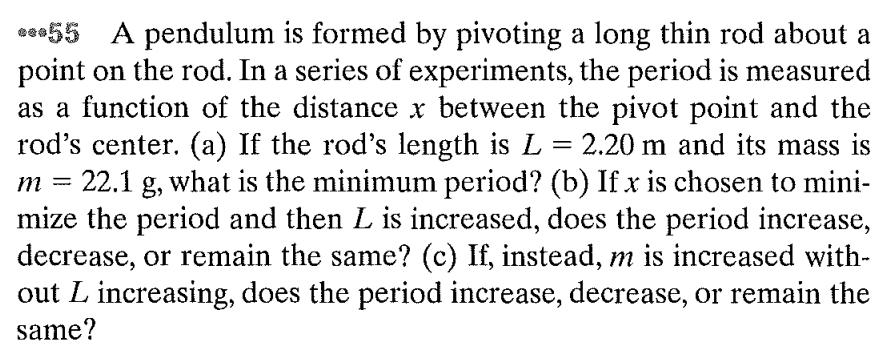 •••55 A pendulum is formed by pivoting a long thin rod about a
point on the rod. In a series of experiments, the period is measured
as a function of the distance x between the pivot point and the
rod's center. (a) If the rod's length is L = 2.20 m and its mass is
m = 22.1 g, what is the minimum period? (b) If x is chosen to mini-
mize the period and then L is increased, does the period increase,
decrease, or remain the same? (c) If, instead, m is increased with-
out L increasing, does the period increase, decrease, or remain the
same?